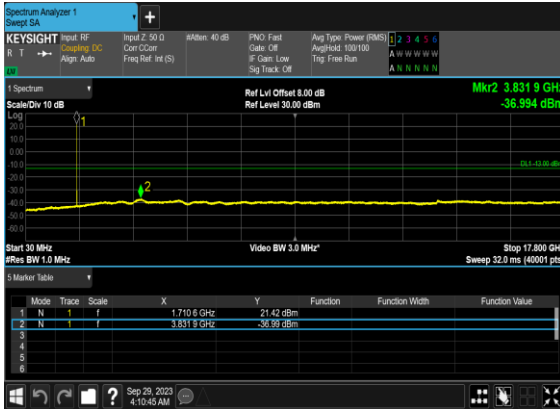 Spectrum Analyzer 1
Swept SA
+
KEYSIGHT
R T
Input: RF
Coupling: DC
Align: Auto
Input Z: 50 Ω
Corr CCorr
Freq Ref: Int (S)
#Atten: 40 dB
PNO: Fast
Gate: Off
IF Gain: Low
Sig Track: Off
Avg Type: Power (RMS)
Avg|Hold: 100/100
Trig: Free Run
1 2 3 4 5 6
A W W W W W
A N N N N N
1 Spectrum
Scale/Div 10 dB
Log
Ref Lvl Offset 8.00 dB
Ref Level 30.00 dBm
Mkr2 3.831 9 GHz
-36.994 dBm
1
20.0
10.0
0.00
-10.0
DL1 -13.00 dBm
-20.0
-30.0
2
-40.0
-50.0
-60.0
Start 30 MHz
#Res BW 1.0 MHz
Video BW 3.0 MHz*
Stop 17.800 GH
Sweep 32.0 ms (40001 pts
5 Marker Table
Mode Trace Scale X Y Function Function Width Function Value
1 N 1 f 1.710 6 GHz 21.42 dBm
2 N 1 f 3.831 9 GHz -36.99 dBm
3
4
5
6
?
Sep 29, 2023
4:10:45 AM